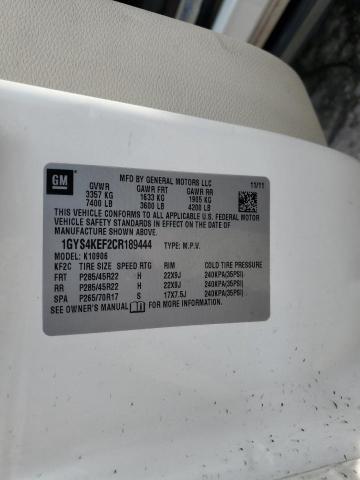 GM
MFD BY GENERAL MOTORS LLC 11/11
GVWR GAWR FRT GAWR RR
3357 KG 1633 KG 1905 KG
7400 LB 3600 LB 4200 LB
THIS VEHICLE CONFORMS TO ALL APPLICABLE U.S. FEDERAL MOTOR
VEHICLE SAFETY STANDARDS IN EFFECT ON THE DATE OF
MANUFACTURE SHOWN ABOVE.
1GYS4KEF2CR189444 TYPE: M.P.V.
MODEL: K10906
KF2C TIRE SIZE SPEED RTG RIM COLD TIRE PRESSURE
FRT P285/45R22 H 22X9J 240KPA(35PSI)
RR P285/45R22 H 22X9J 240KPA(35PSI)
SPA P265/70R17 S 17X7.5J 240KPA(35PSI)
SEE OWNER'S MANUAL FOR MORE INFORMATION.